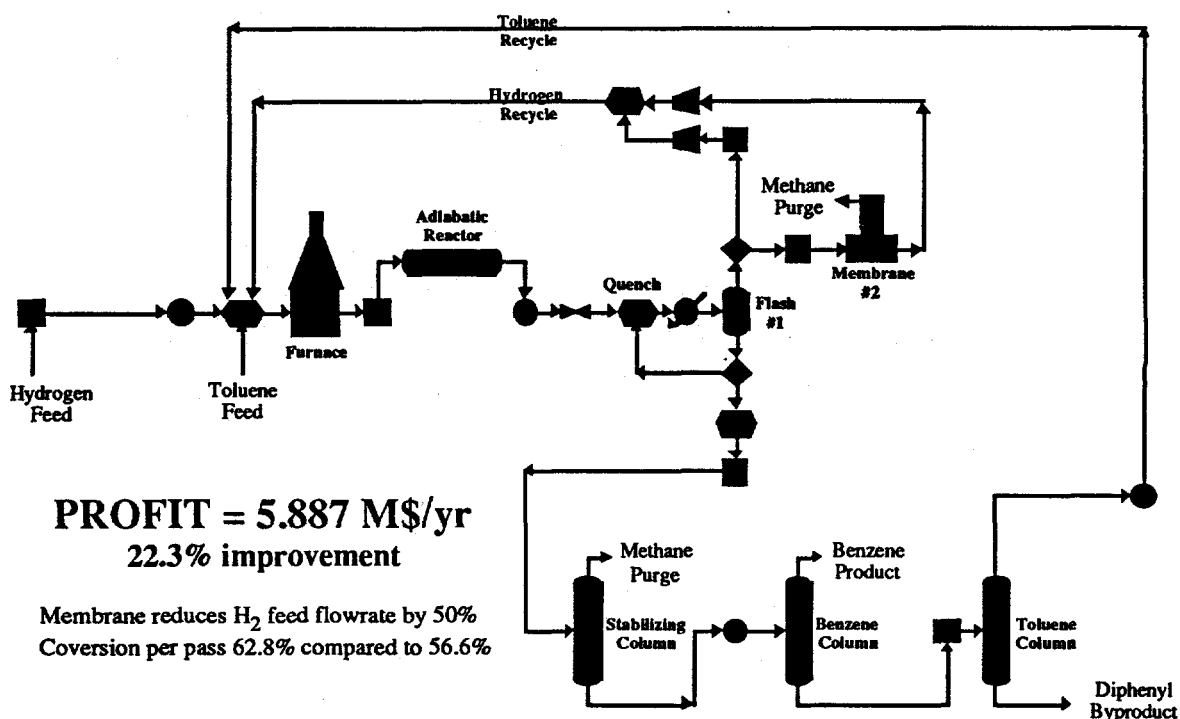 Toluene
Recycle
Hydrogen
Recycle
Methane
Purge
Adiabatic
Reactor
Membrane
#2
Quench
Flash
#1
Furnace
Hydrogen
Feed
Toluene
Feed
PROFIT = 5.887 M$/yr
22.3% improvement
Membrane reduces H2 feed flowrate by 50%
Coversion per pass 62.8% compared to 56.6%
Methane
Purge
Benzene
Product
Stabilizing
Column
Benzene
Column
Toluene
Column
Diphenyl
Byproduct